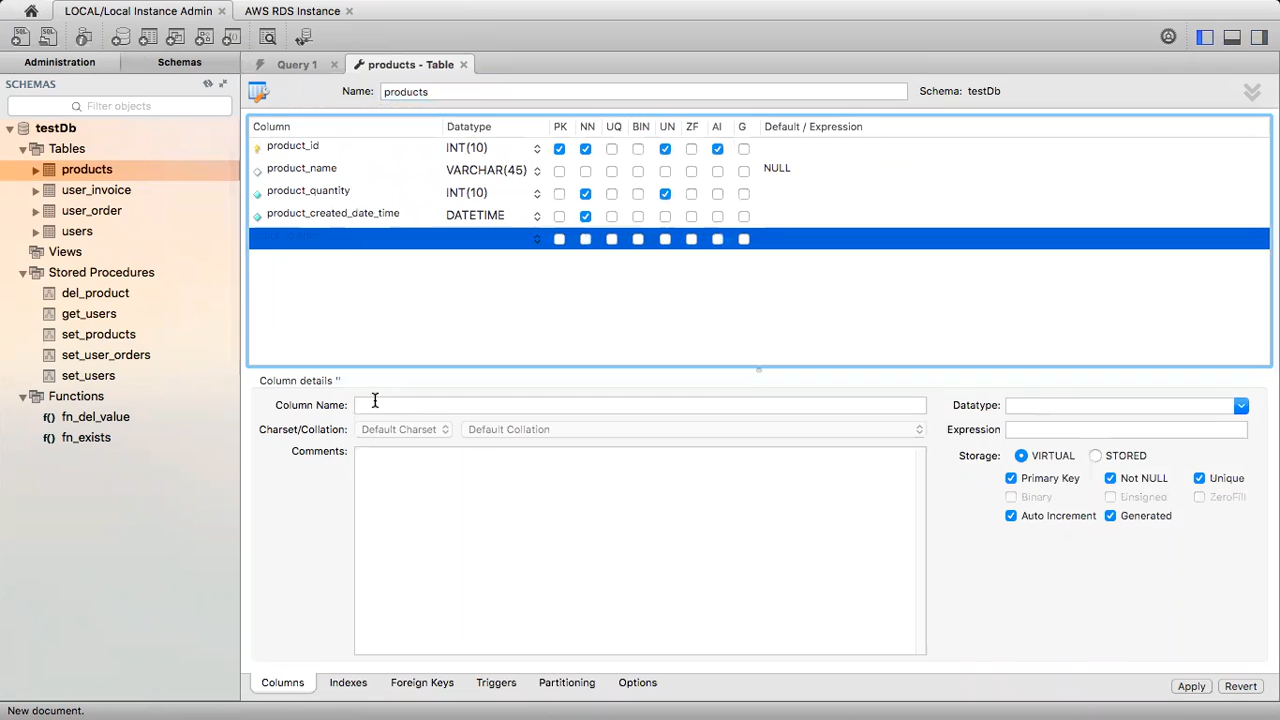 LOCAL/Local Instance Admin
AWS RDS Instance
Administration
Schemas
Query 1
products - Table
SCHEMAS
Name:
products
Schema: testDb
Filter objects
testDb
Tables
products
user_invoice
user_order
users
Views
Stored Procedures
del_product
get_users
set_products
set_user_orders
set_users
Functions
f() fn_del_value
f() fn_exists
Column Datatype PK NN UQ BIN UN ZF AI G Default / Expression
product_id INT(10)
product_name VARCHAR(45) NULL
product_quantity INT(10)
product_created_date_time DATETIME
Column details ''
Column Name:
Datatype:
Charset/Collation: Default Charset Default Collation
Expression
Comments:
Storage: VIRTUAL STORED
Primary Key Not NULL Unique
Binary Unsigned ZeroFill
Auto Increment Generated
Columns Indexes Foreign Keys Triggers Partitioning Options
Apply Revert
New document.